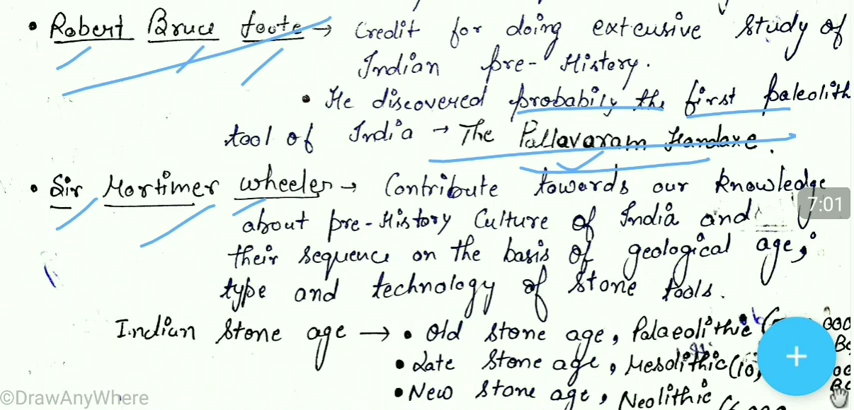 • Robert Bruce foote → Credit for doing extensive study of
Indian pre-History.
• He discovered probabily the first paleolith
tool of India → The Pallavaram Handaxe.
• Sir Mortimer wheeler → Contribute towards our knowledge
about pre-History Culture of India and
7:01
their sequence on the basis of geological age,
type and technology of stone tools.
Indian Stone age → • Old stone age, Palaeolithic (
• Late stone age, Mesolithic (10,
• New stone age, Neolithic
©DrawAnyWhere